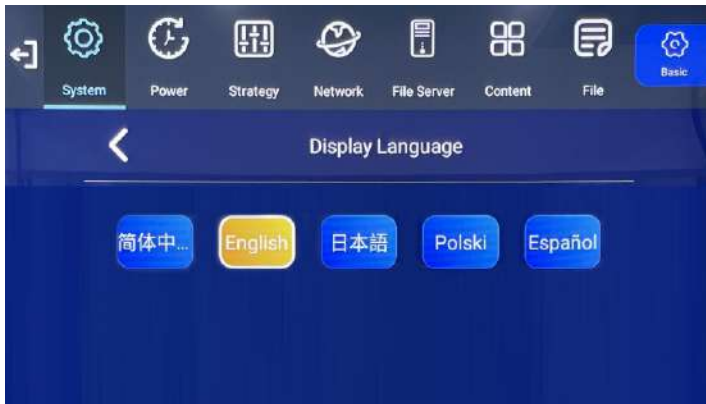 System Power Strategy Network File Server Content File Basic
Display Language
简体中... English 日本語 Polski Español